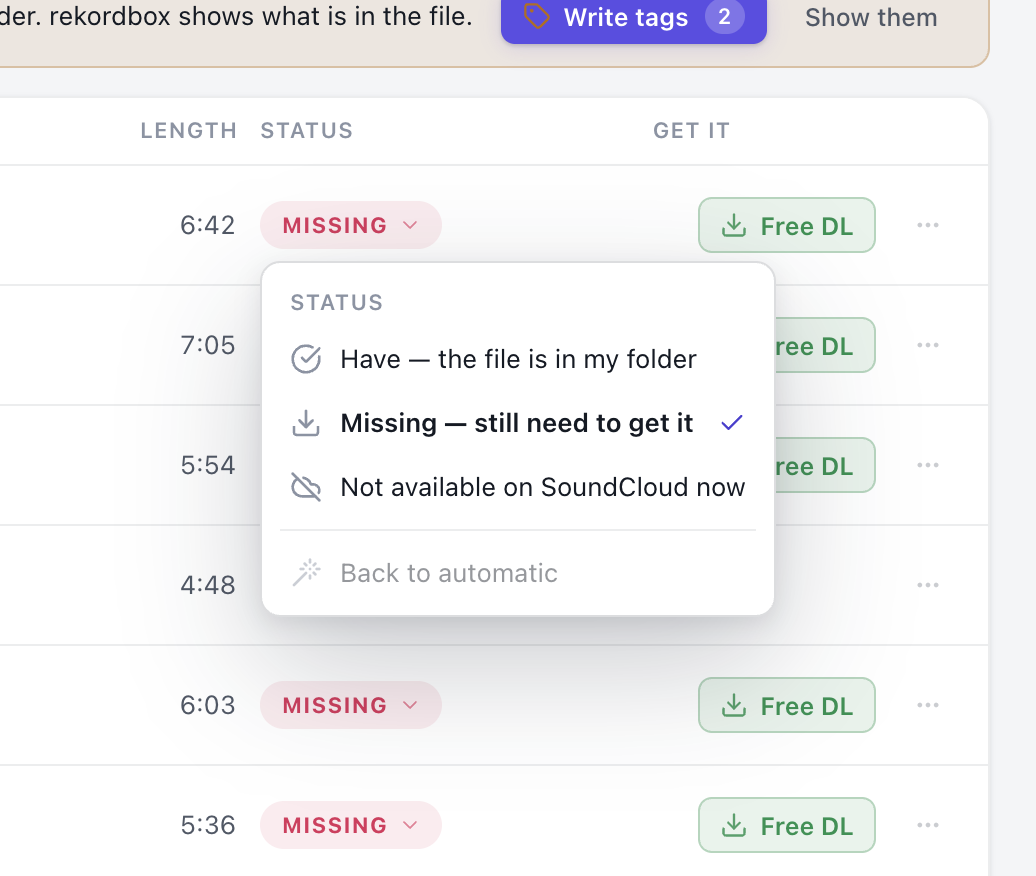 der. rekordbox shows what is in the file. Write tags 2 Show them
LENGTH STATUS GET IT
6:42 MISSING Free DL
STATUS
7:05 ree DL
Have — the file is in my folder
Missing — still need to get it
5:54 ree DL
Not available on SoundCloud now
4:48
Back to automatic
6:03 MISSING Free DL
5:36 MISSING Free DL